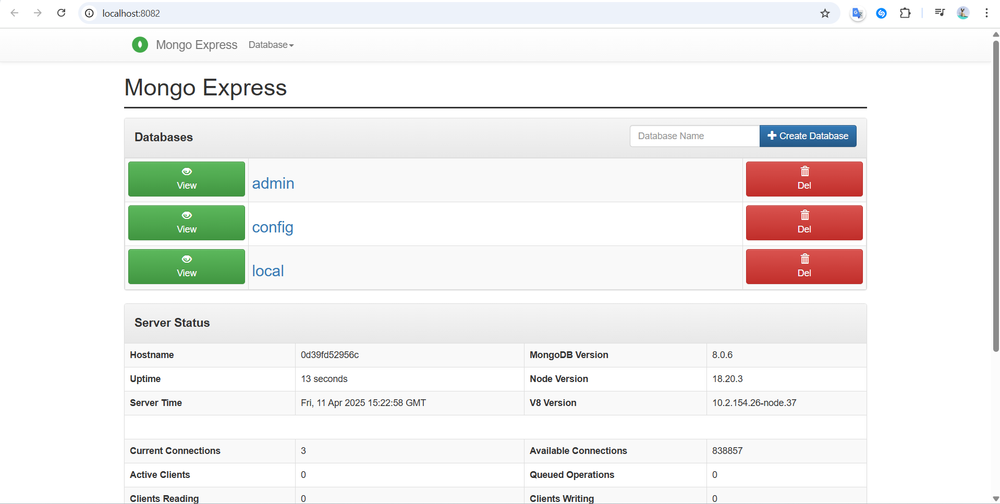 localhost:8082
Mongo Express Database
Mongo Express
Databases Database Name Create Database
View admin Del
View config Del
View local Del
Server Status
Hostname 0d39fd52956c MongoDB Version 8.0.6
Uptime 13 seconds Node Version 18.20.3
Server Time Fri, 11 Apr 2025 15:22:58 GMT V8 Version 10.2.154.26-node.37
Current Connections 3 Available Connections 838857
Active Clients 0 Queued Operations 0
Clients Reading 0 Clients Writing 0